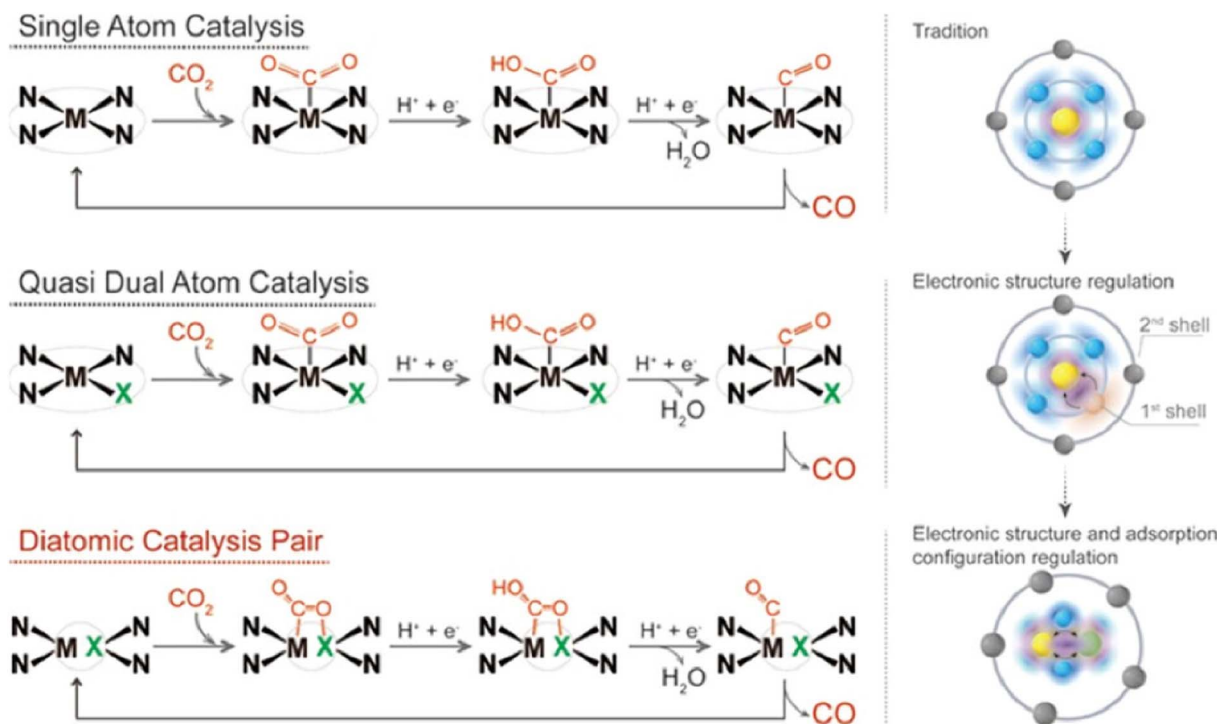 Single Atom Catalysis
Tradition
CO₂
O C O
HO C O
C O
N N
N N
N N
N N
M
M
M
M
H⁺ + e⁻
H⁺ + e⁻
N N
N N
N N
N N
H₂O
CO
Quasi Dual Atom Catalysis
Electronic structure regulation
CO₂
O C O
HO C O
C O
2nd shell
N N
N N
N N
N N
M
M
M
M
H⁺ + e⁻
H⁺ + e⁻
N X
N X
N X
N X
H₂O
1st shell
CO
Diatomic Catalysis Pair
Electronic structure and adsorption
configuration regulation
CO₂
O C O
HO C O
O C
N N
N N
N N
N N
M X
M X
M X
M X
H⁺ + e⁻
H⁺ + e⁻
N N
N N
N N
N N
H₂O
CO